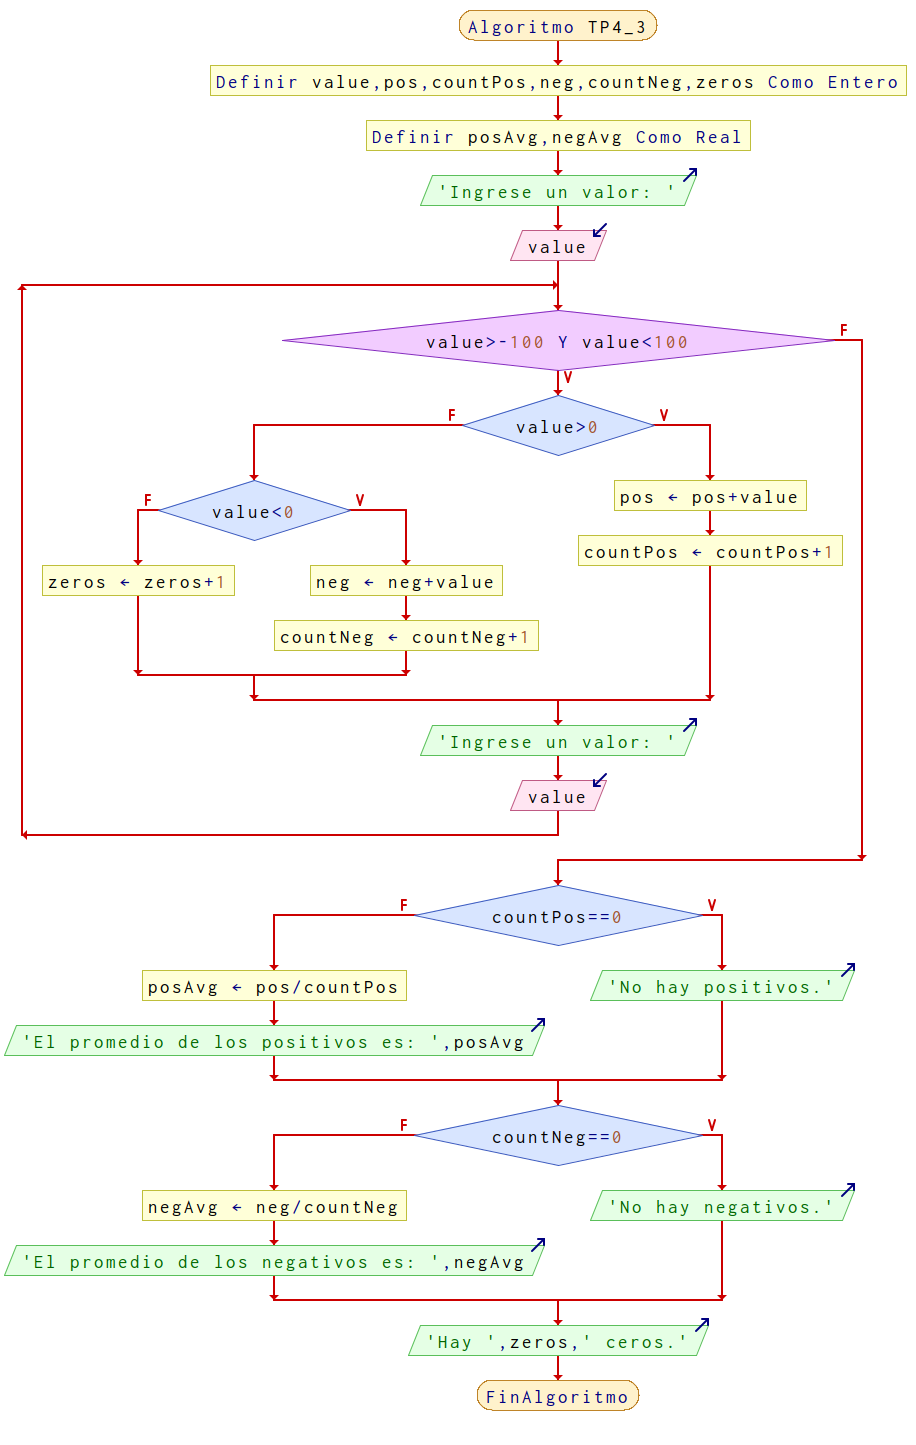 Algoritmo TP4_3
Definir value,pos,countPos,neg,countNeg,zeros Como Entero
Definir posAvg,negAvg Como Real
'Ingrese un valor: '
value
value>-100 Y value<100
F
V
value>0
F
V
value<0
F
V
pos ← pos+value
countPos ← countPos+1
zeros ← zeros+1
neg ← neg+value
countNeg ← countNeg+1
'Ingrese un valor: '
value
countPos==0
F
V
posAvg ← pos/countPos
'No hay positivos.'
'El promedio de los positivos es: ',posAvg
countNeg==0
F
V
negAvg ← neg/countNeg
'No hay negativos.'
'El promedio de los negativos es: ',negAvg
'Hay ',zeros,' ceros.'
FinAlgoritmo